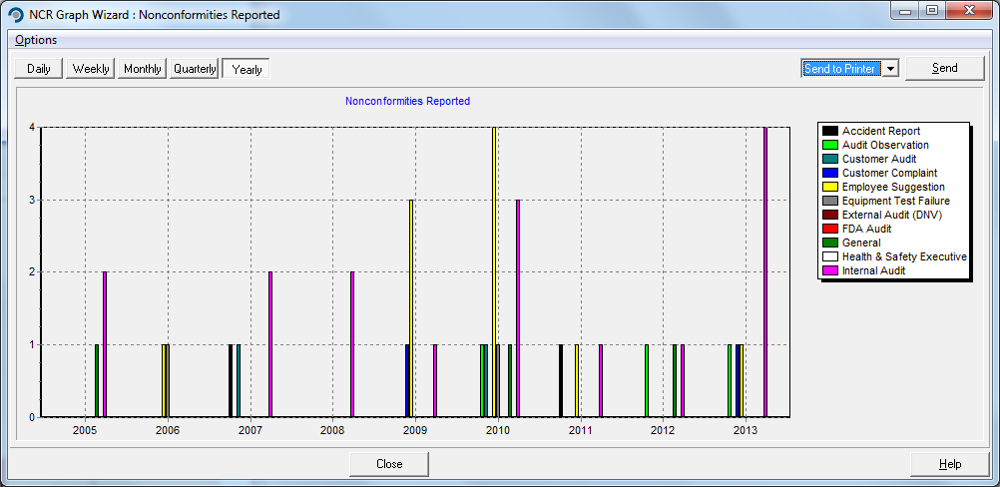 NCR Graph Wizard : Nonconformities Reported
Options
Daily Weekly Monthly Quarterly Yearly Send to Printer Send
Nonconformities Reported
4
3
2
1
0
2005 2006 2007 2008 2009 2010 2011 2012 2013
Accident Report
Audit Observation
Customer Audit
Customer Complaint
Employee Suggestion
Equipment Test Failure
External Audit (DNV)
FDA Audit
General
Health & Safety Executive
Internal Audit
Close Help